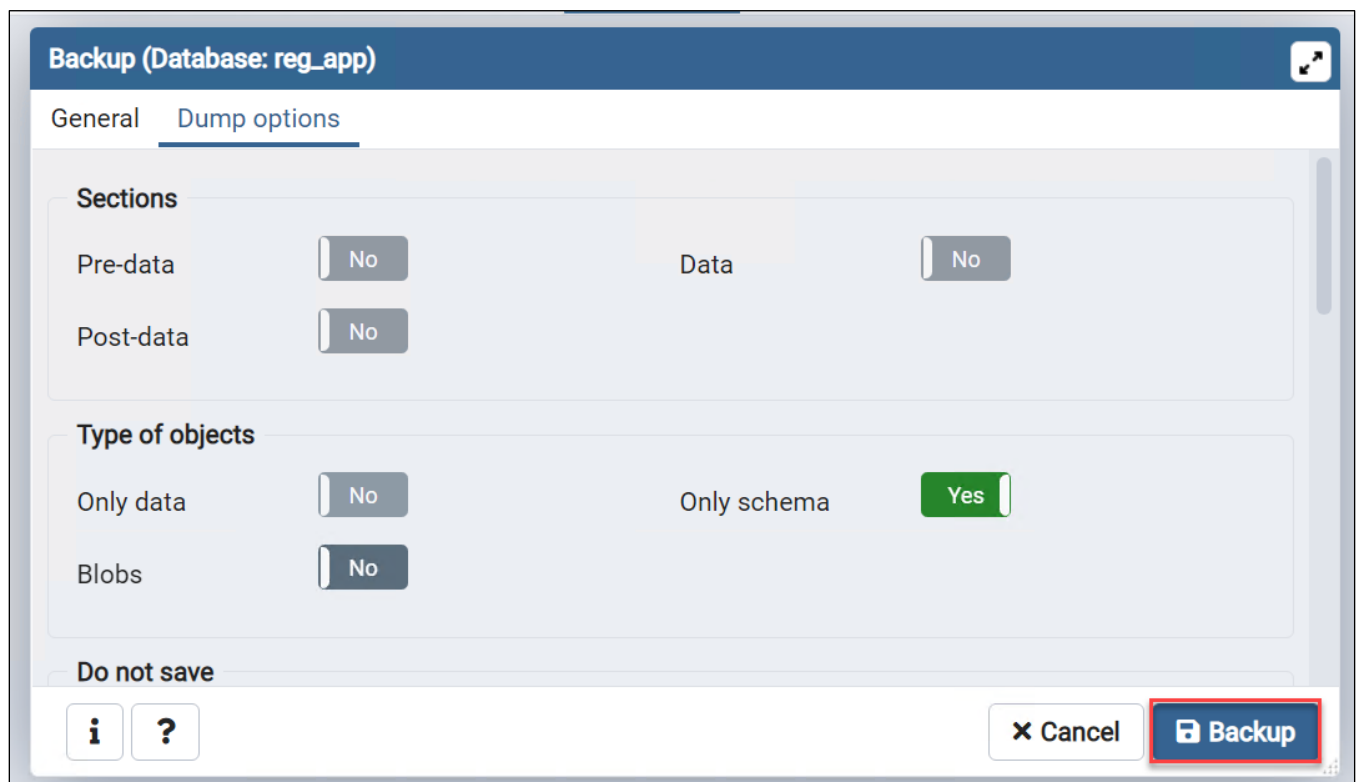 Backup (Database: reg_app)
General Dump options
Sections
Pre-data No Data No
Post-data No
Type of objects
Only data No Only schema Yes
Blobs No
Do not save
i ? Cancel Backup